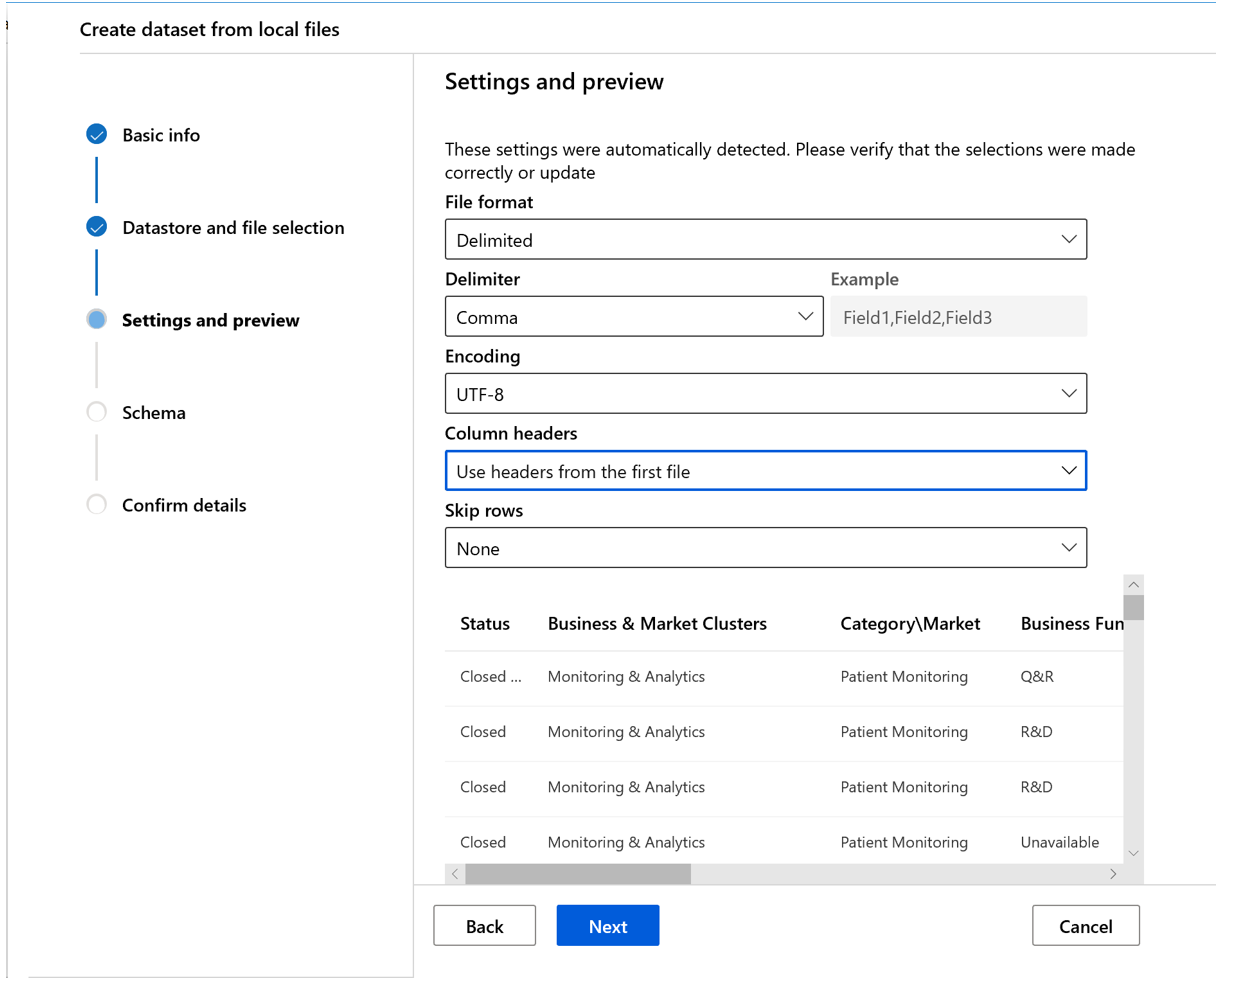 Create dataset from local files
Basic info
Datastore and file selection
Settings and preview
Schema
Confirm details
Settings and preview
These settings were automatically detected. Please verify that the selections were made
correctly or update
File format
Delimited
Delimiter Example
Comma Field1,Field2,Field3
Encoding
UTF-8
Column headers
Use headers from the first file
Skip rows
None
Status Business & Market Clusters Category\Market Business Fun
Closed ... Monitoring & Analytics Patient Monitoring Q&R
Closed Monitoring & Analytics Patient Monitoring R&D
Closed Monitoring & Analytics Patient Monitoring R&D
Closed Monitoring & Analytics Patient Monitoring Unavailable
Back Next Cancel